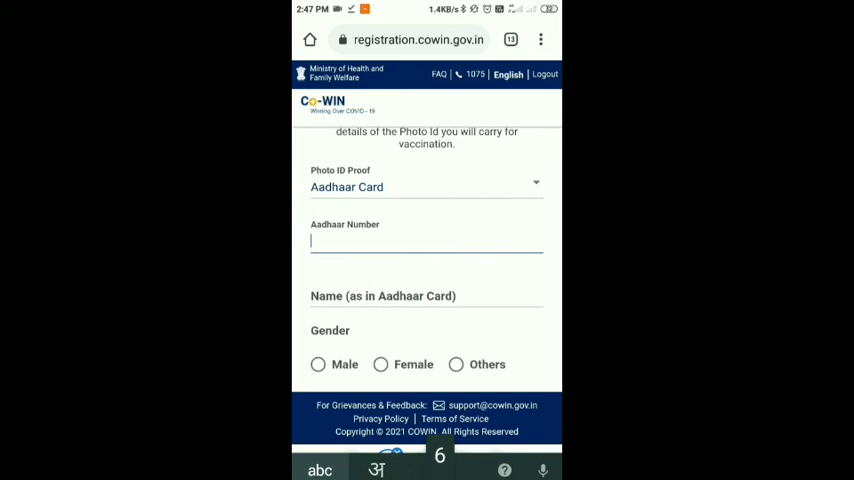 2:47 PM 1.4KB/s 32
registration.cowin.gov.in 13
Ministry of Health and
Family Welfare
FAQ | 1075 | English | Logout
Co-WIN
Winning Over COVID - 19
details of the Photo Id you will carry for
vaccination.
Photo ID Proof
Aadhaar Card
Aadhaar Number
Name (as in Aadhaar Card)
Gender
Male Female Others
For Grievances & Feedback: support@cowin.gov.in
Privacy Policy | Terms of Service
Copyright © 2021 COWIN. All Rights Reserved
6
abc अ ?